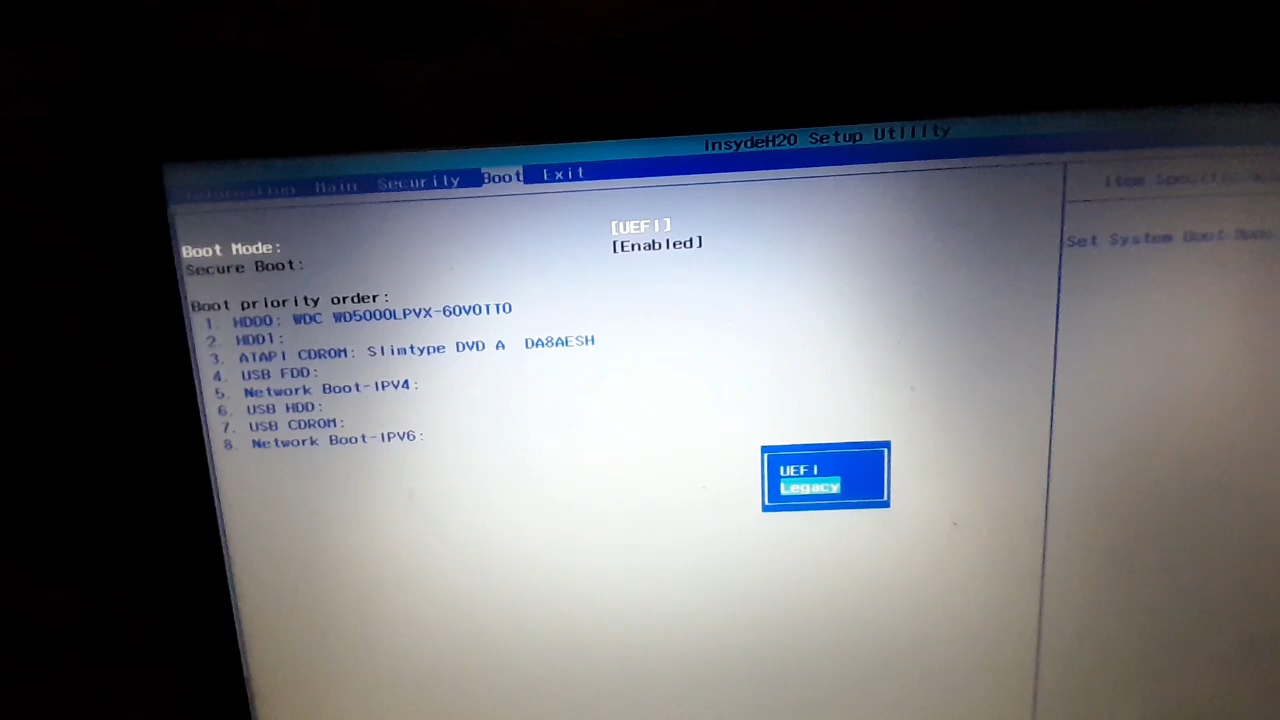 InsydeH20 Setup Utility
Information Main Security Boot Exit
Item Specific
Boot Mode: [UEFI]
Set System Boot Mode.
Secure Boot: [Enabled]
Boot priority order:
1. HDD0: WDC WD5000LPVX-60V0TT0
2. HDD1:
3. ATAPI CDROM: Slimtype DVD A DA8AESH
4. USB FDD:
5. Network Boot-IPV4:
6. USB HDD:
7. USB CDROM:
8. Network Boot-IPV6:
UEFI
Legacy